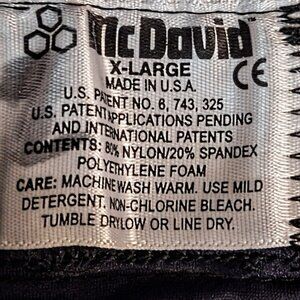 McDavid™
X-LARGE
MADE IN U.S.A. CE
U.S. PATENT NO. 6, 743, 325
U.S. PATENT APPLICATIONS PENDING
AND INTERNATIONAL PATENTS
CONTENTS: 80% NYLON/20% SPANDEX
POLYETHYLENE FOAM
CARE: MACHINE WASH WARM. USE MILD
DETERGENT. NON-CHLORINE BLEACH.
TUMBLE DRY LOW OR LINE DRY.